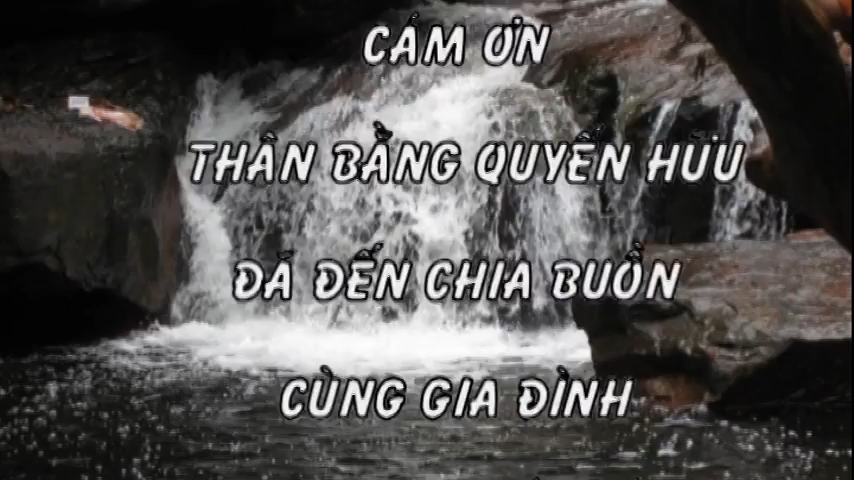 CẢM ƠN
THÂN BẰNG QUYẾN HỮU
ĐÃ ĐẾN CHIA BUỒN
CÙNG GIA ĐÌNH